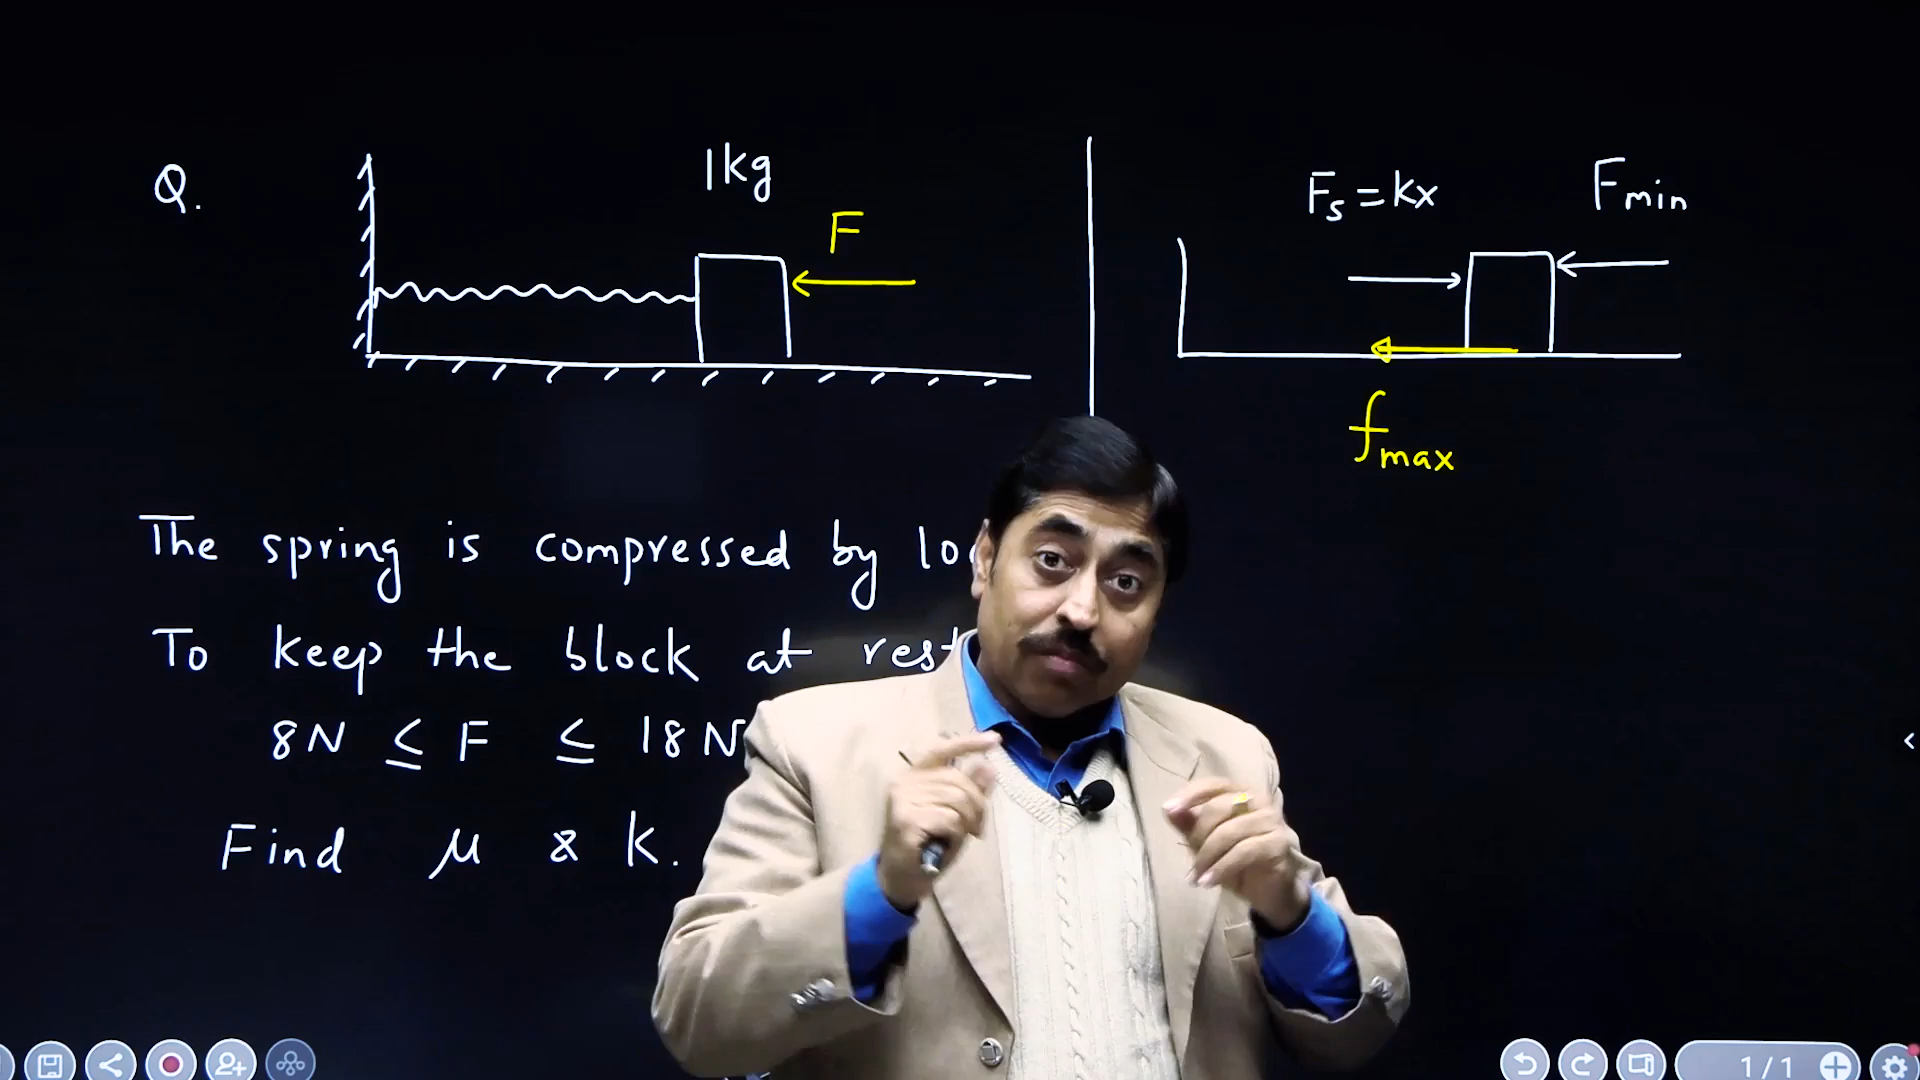 Q.
1kg
F
The spring is compressed by
To keep the block at rest
8N ≤ F ≤ 18N
Find μ & k.
Fs = kx
Fmin
fmax
1/1